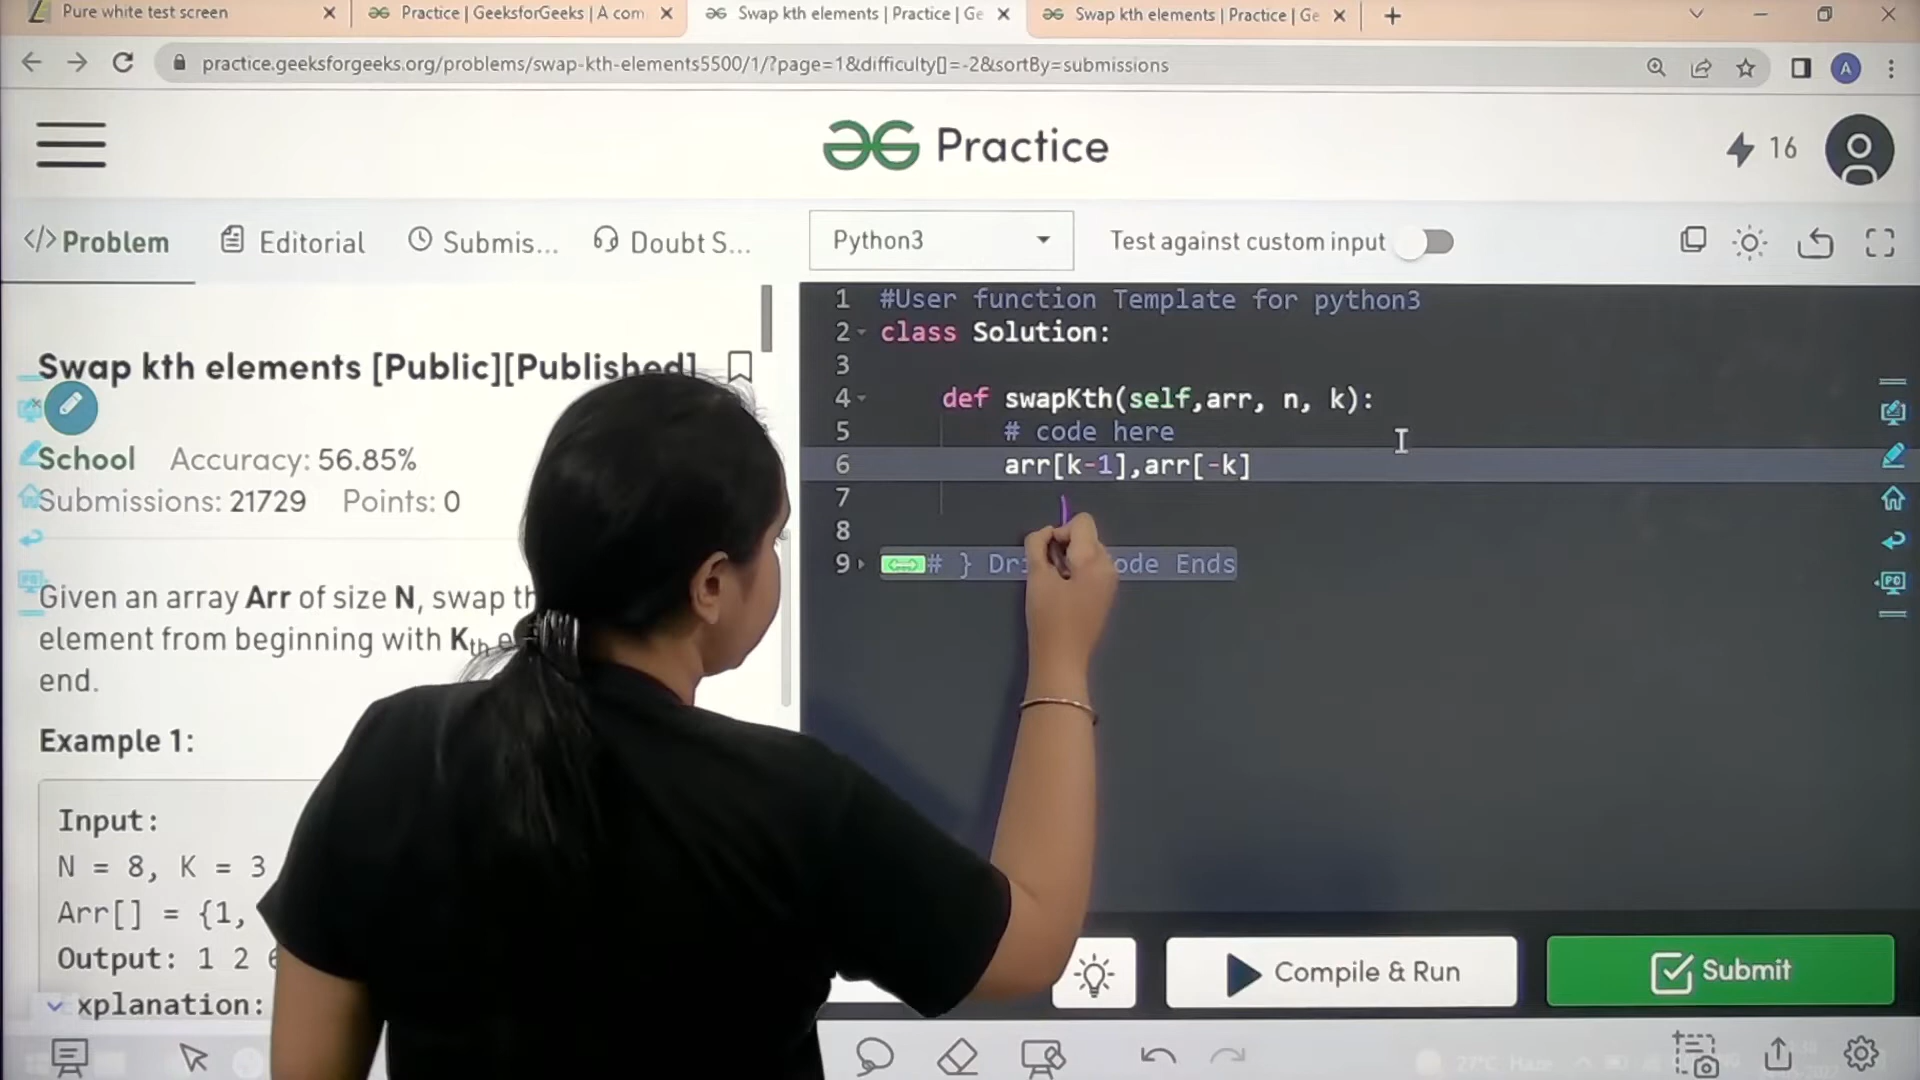 Pure white test screen
Practice | GeeksforGeeks | A com
Swap kth elements | Practice | Ge
Swap kth elements | Practice | Ge
practice.geeksforgeeks.org/problems/swap-kth-elements5500/1/?page=1&difficulty[]=-2&sortBy=submissions
A
Practice
16
</> Problem
Editorial
Submis...
Doubt S...
Python3
Test against custom input
Swap kth elements [Public][Published]
School Accuracy: 56.85%
Submissions: 21729 Points: 0
Given an array Arr of size N, swap
element from beginning with Kth
end.
Example 1:
Input:
N = 8, K = 3
Arr[] = {1,
Output: 1 2
xplanation:
1 #User function Template for python3
2 class Solution:
3
4 def swapKth(self,arr, n, k):
5 # code here
6 arr[k-1],arr[-k]
7
8
9 # } Ends
Compile & Run
Submit
PC
27°C Haze